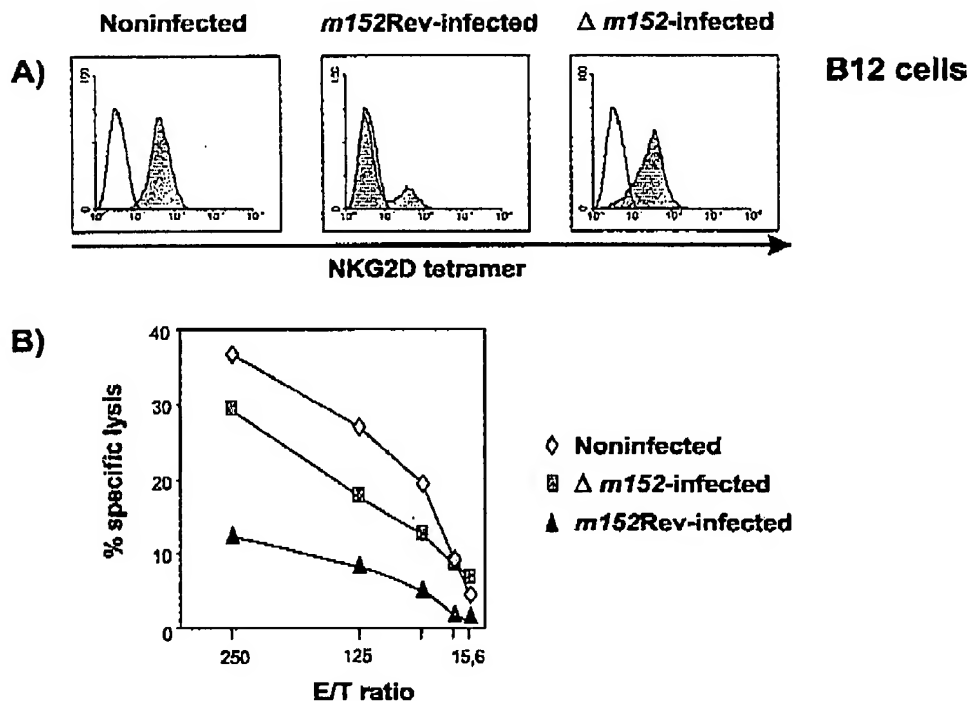 Noninfected
m152Rev-infected
Δ m152-infected
A)
B12 cells
NKG2D tetramer
B)
40
30
20
10
0
% specific lysis
250
125
15,6
E/T ratio
Noninfected
Δ m152-infected
m152Rev-infected